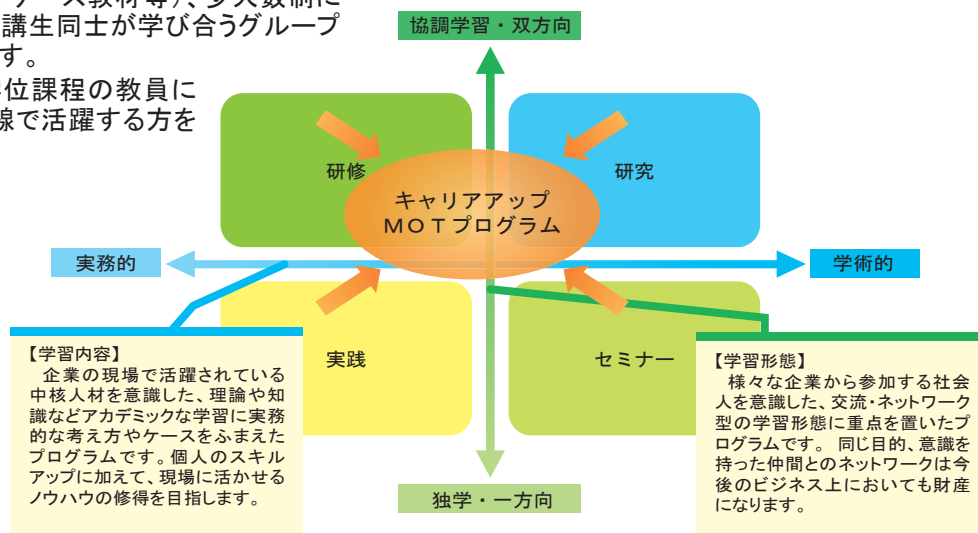 ケース教材等)、多人数制に
講生同士が学び合うグループ
す。
位課程の教員に
線で活躍する方を
協調学習・双方向
研修
研究
キャリアアップ
MOTプログラム
実務的
学術的
実践
セミナー
【学習内容】
企業の現場で活躍されている
中核人材を意識した、理論や知
識などアカデミックな学習に実務
的な考え方やケースをふまえた
プログラムです。個人のスキル
アップに加えて、現場に活かせる
ノウハウの修得を目指します。
【学習形態】
様々な企業から参加する社会
人を意識した、交流・ネットワーク
型の学習形態に重点を置いたプ
ログラムです。 同じ目的、意識を
持った仲間とのネットワークは今
後のビジネス上においても財産
になります。
独学・一方向